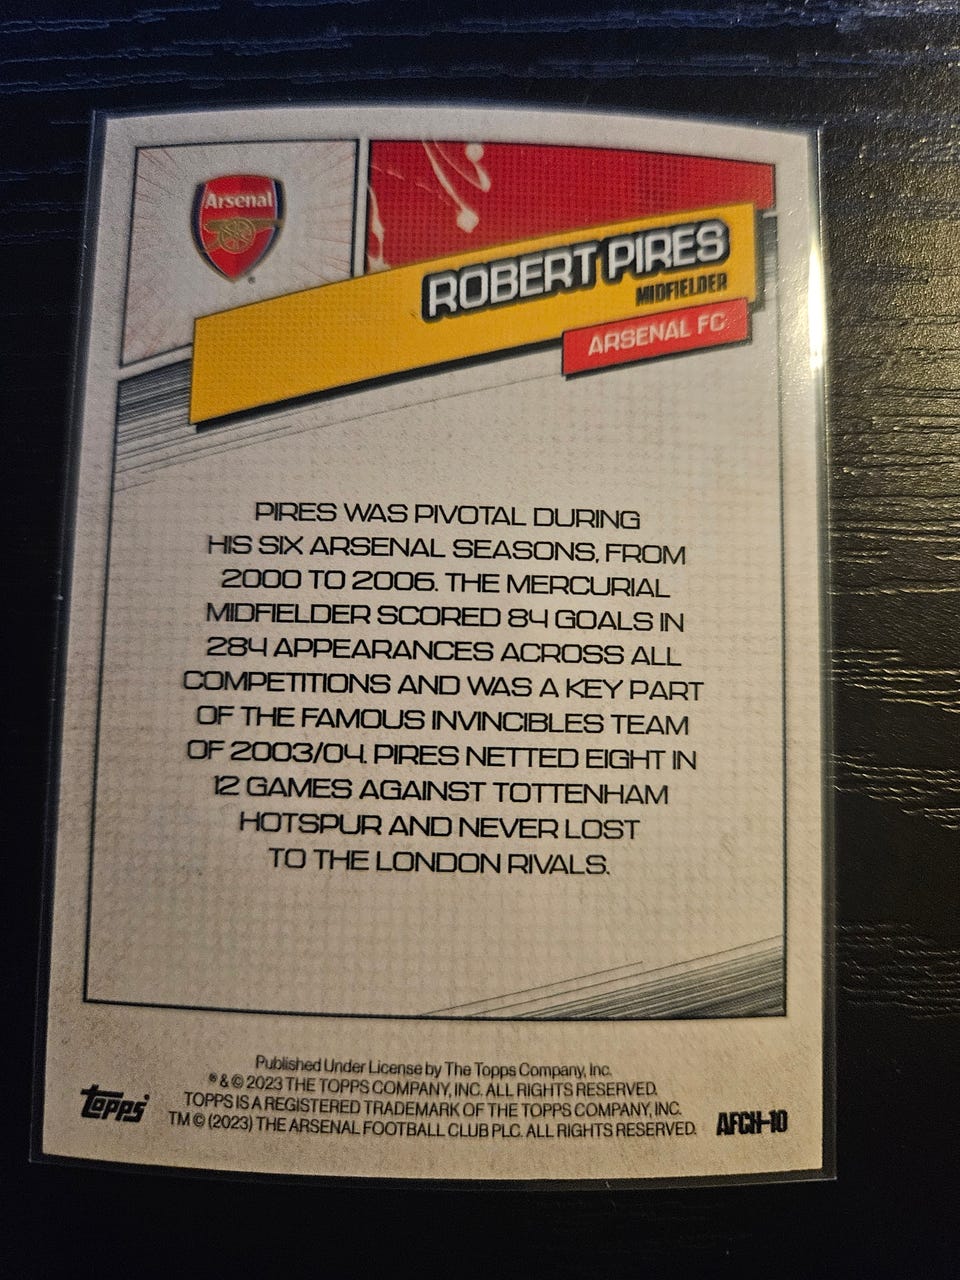 Arsenal
ROBERT PIRES
MIDFIELDER
ARSENAL FC
PIRES WAS PIVOTAL DURING
HIS SIX ARSENAL SEASONS, FROM
2000 TO 2006. THE MERCURIAL
MIDFIELDER SCORED 84 GOALS IN
284 APPEARANCES ACROSS ALL
COMPETITIONS AND WAS A KEY PART
OF THE FAMOUS INVINCIBLES TEAM
OF 2003/04. PIRES NETTED EIGHT IN
12 GAMES AGAINST TOTTENHAM
HOTSPUR AND NEVER LOST
TO THE LONDON RIVALS.
Published Under License by The Topps Company, Inc.
® & © 2023 THE TOPPS COMPANY, INC. ALL RIGHTS RESERVED.
TOPPS IS A REGISTERED TRADEMARK OF THE TOPPS COMPANY, INC.
TM © (2023) THE ARSENAL FOOTBALL CLUB PLC. ALL RIGHTS RESERVED.
topps
AFCH-10